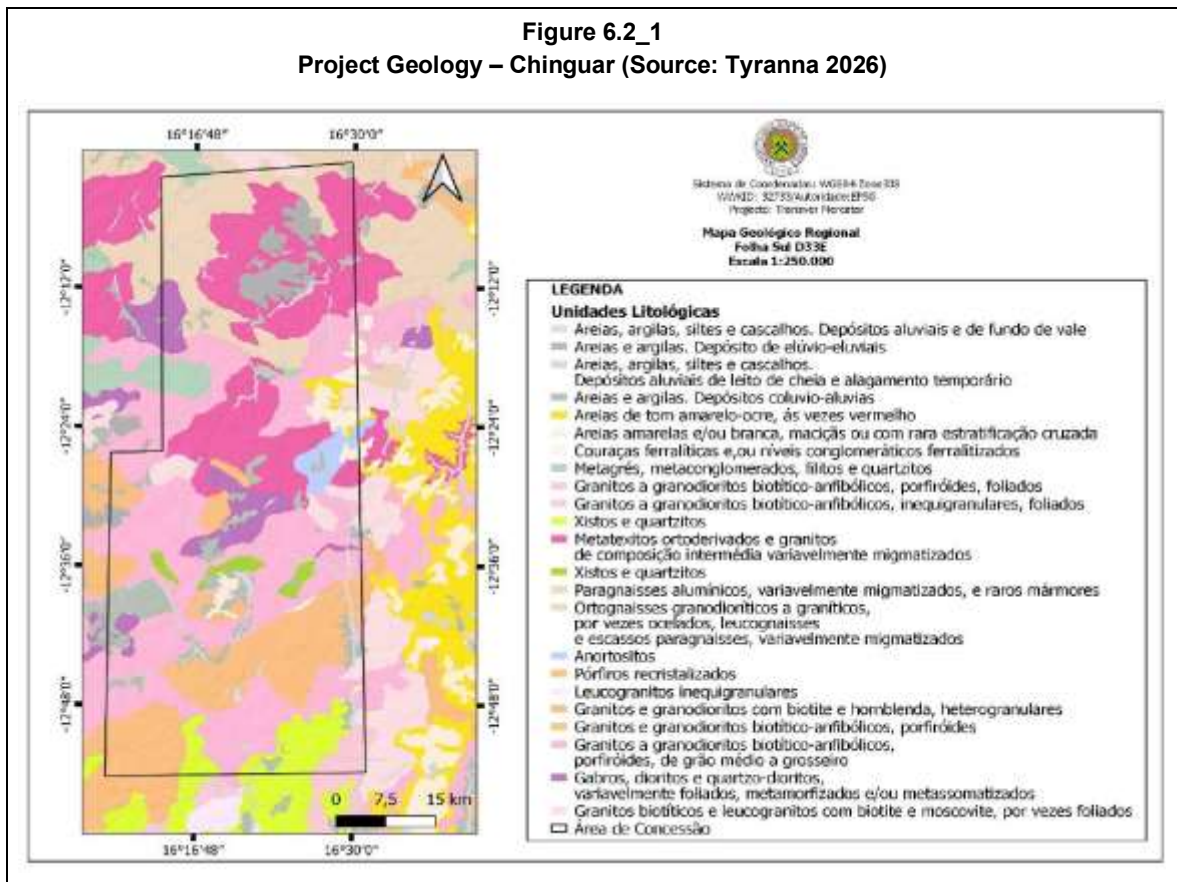 Figure 6.2_1
Project Geology – Chinguar (Source: Tyranna 2026)
16°16'48" 16°30'0"
Sistema de Coordenadas: WGS84 Zone 33S
Mapa Geológico Regional
Folha Sul D33E
Escala 1:250.000
LEGENDA
Unidades Litológicas
Areias, argilas, siltes e cascalhos. Depósitos aluviais e de fundo de vale
Areias e argilas. Depósito de elúvio-eluviais
Areias, argilas, siltes e cascalhos.
Depósitos aluviais de leito de cheia e alagamento temporário
Areias e argilas. Depósitos coluvio-aluvias
Areias de tom amarelo-ocre, ás vezes vermelho
Areias amarelas e/ou branca, maciçãs ou com rara estratificação cruzada
Couraças ferralíticas e,ou níveis conglomeráticos ferralitizados
Metagrés, metaconglomerados, filitos e quartzitos
Granitos a granodioritos biotítico-anfibólicos, porfiróides, foliados
Granitos a granodioritos biotítico-anfibólicos, inequigranulares, foliados
Xistos e quartzitos
Metatexitos ortoderivados e granitos
de composição intermédia variavelmente migmatizados
Xistos e quartzitos
Paragnaisses alumínicos, variavelmente migmatizados, e raros mármores
Ortognaisses granodioríticos a graníticos,
por vezes ocelados, leucognaisses
e escassos paragnaisses, variavelmente migmatizados
Anortositos
Pórfiros recristalizados
Leucogranitos inequigranulares
Granitos e granodioritos com biotite e hornblenda, heterogranulares
Granitos e granodioritos biotítico-anfibólicos, porfiróides
Granitos a granodioritos biotítico-anfibólicos,
porfiróides, de grão médio a grosseiro
Gabros, dioritos e quartzo-dioritos,
variavelmente foliados, metamorfizados e/ou metassomatizados
Granitos biotíticos e leucogranitos com biotite e moscovite, por vezes foliados
Área de Concessão
-12°12'0" -12°12'0"
-12°24'0" -12°24'0"
-12°36'0" -12°36'0"
-12°48'0" -12°48'0"
0 7,5 15 km
16°16'48" 16°30'0"